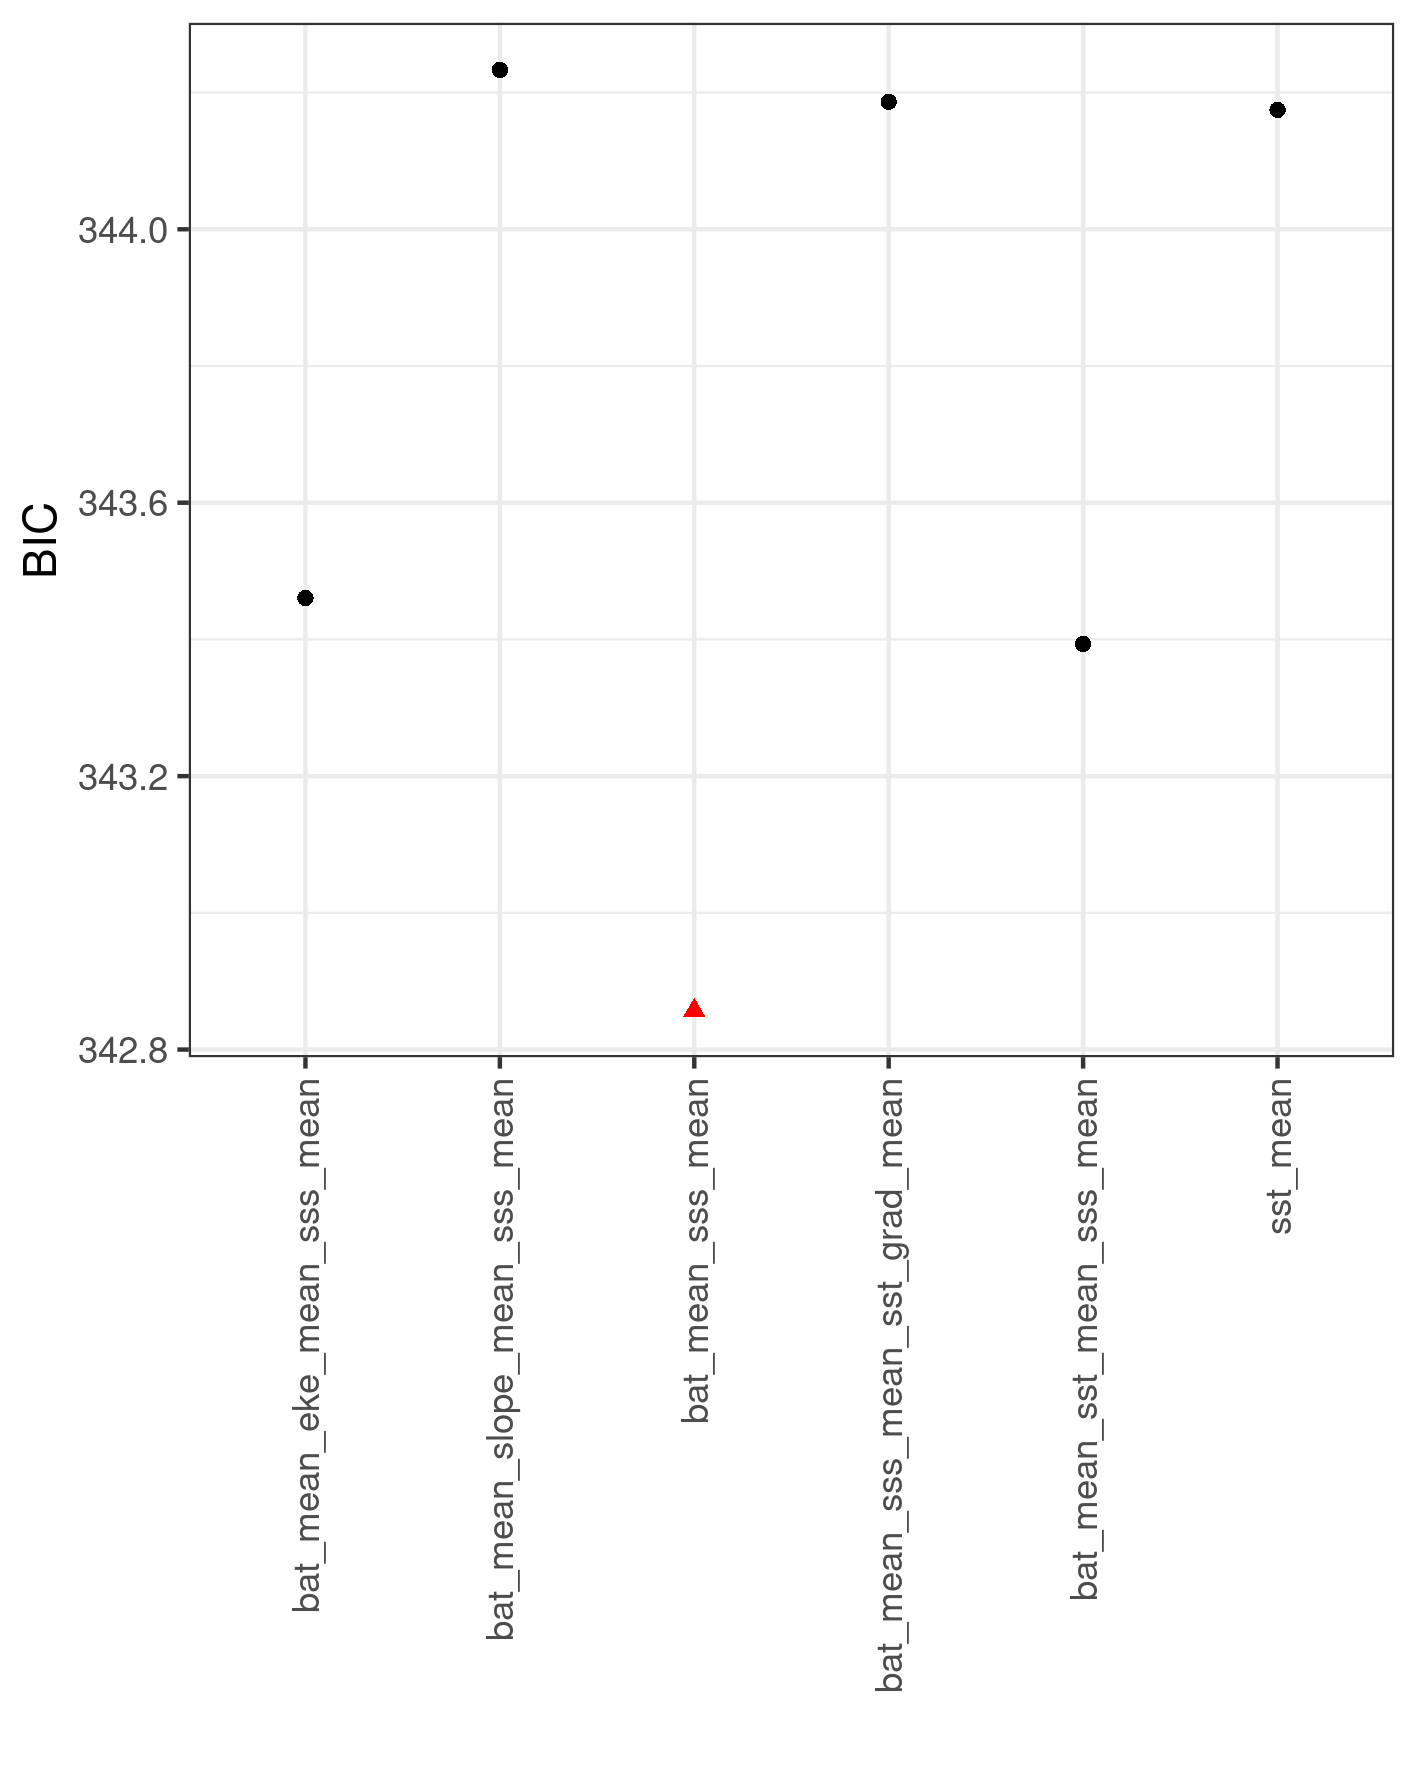 BIC
344.0
343.6
343.2
342.8
bat_mean_eke_mean_sss_mean
bat_mean_slope_mean_sss_mean
bat_mean_sss_mean
bat_mean_sss_mean_sst_grad_mean
bat_mean_sst_mean_sss_mean
sst_mean